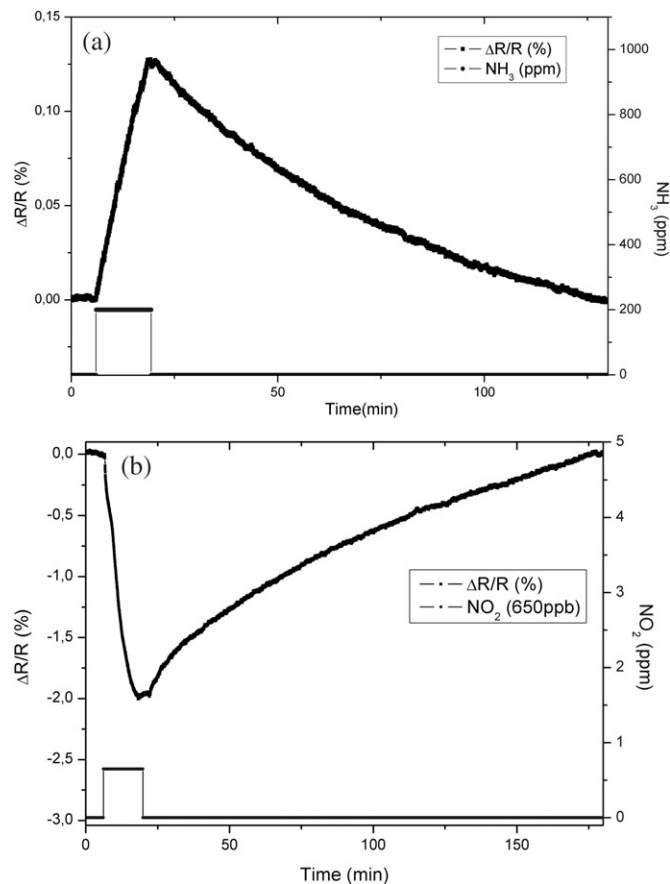 (a)
ΔR/R (%)
NH₃ (ppm)
0,15
0,10
0,05
0,00
ΔR/R (%)
1000
800
600
400
200
0
NH₃ (ppm)
0
50
100
Time(min)
(b)
ΔR/R (%)
NO₂ (650ppb)
0,0
-0,5
-1,0
-1,5
-2,0
-2,5
-3,0
ΔR/R (%)
5
4
3
2
1
0
NO₂ (ppm)
0
50
100
150
Time (min)